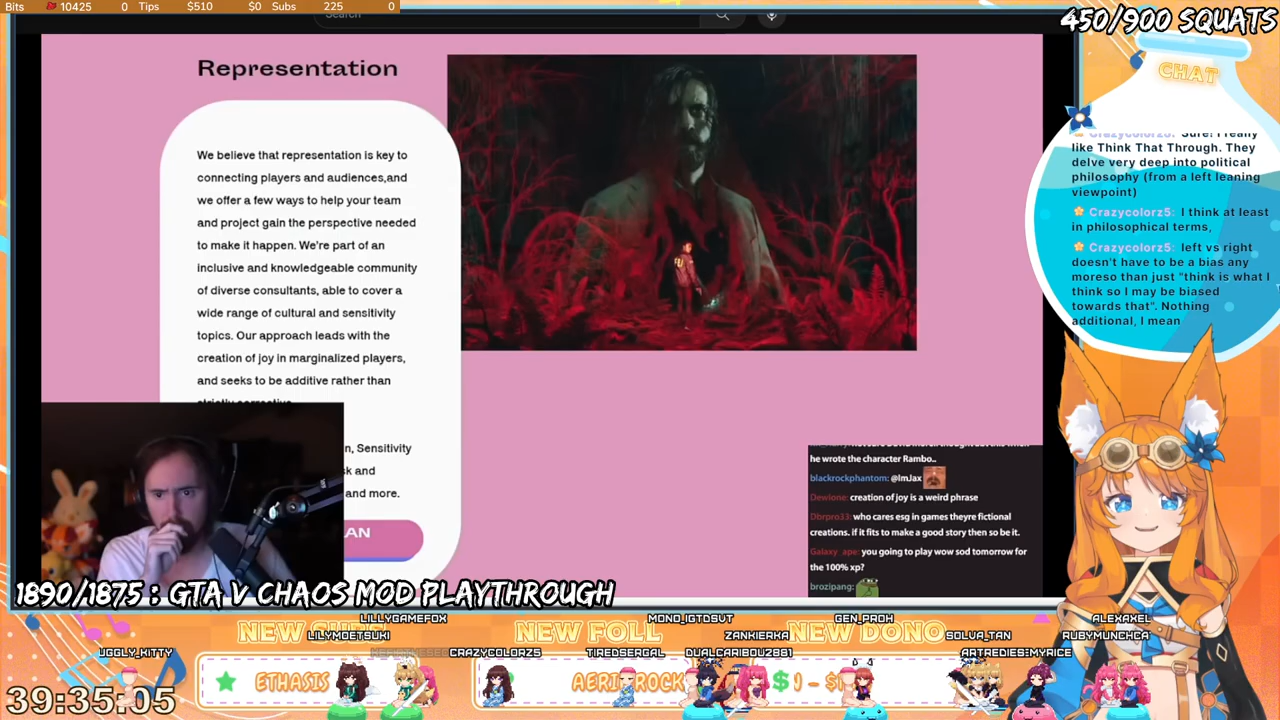 Bits 10425 0 Tips $510 $0 Subs 225 0
Search
450/900 SQUATS
CHAT
Crazycolorz5: Sure! I really
like Think That Through. They
delve very deep into political
philosophy (from a left leaning
viewpoint)
Crazycolorz5: I think at least
in philosophical terms,
Crazycolorz5: left vs right
doesn't have to be a bias any
moreso than just "think is what I
think so I may be biased
towards that". Nothing
additional, I mean
Representation
We believe that representation is key to
connecting players and audiences,and
we offer a few ways to help your team
and project gain the perspective needed
to make it happen. We're part of an
inclusive and knowledgeable community
of diverse consultants, able to cover a
wide range of cultural and sensitivity
topics. Our approach leads with the
creation of joy in marginalized players,
and seeks to be additive rather than
strictly corrective.
n, Sensitivity
sk and
and more.
AN
he wrote the character Rambo..
blackrockphantom: @ImJax
Dewlone: creation of joy is a weird phrase
Dbrpro33: who cares esg in games theyre fictional
creations. if it fits to make a good story then so be it.
Galaxy_ape: you going to play wow sod tomorrow for
the 100% xp?
brozipang:
1890/1875 : GTA V CHAOS MOD PLAYTHROUGH
NEW
NEW FOLL
NEW DONO
LILLYGAMEFOX
LILYMOETSUKI
UGGLY_KITTY
CRAZYCOLORZ5
TIREDSERGAL
MONO_IGTDSVT
ZANKIERKA
DUALCARIBOU2881
GEN_PROH
SOLVA_TAN
ARTREDIES:MYRICE
ALEXAXEL
RUBYMUNCHCA
ETHASIS
39:35:05